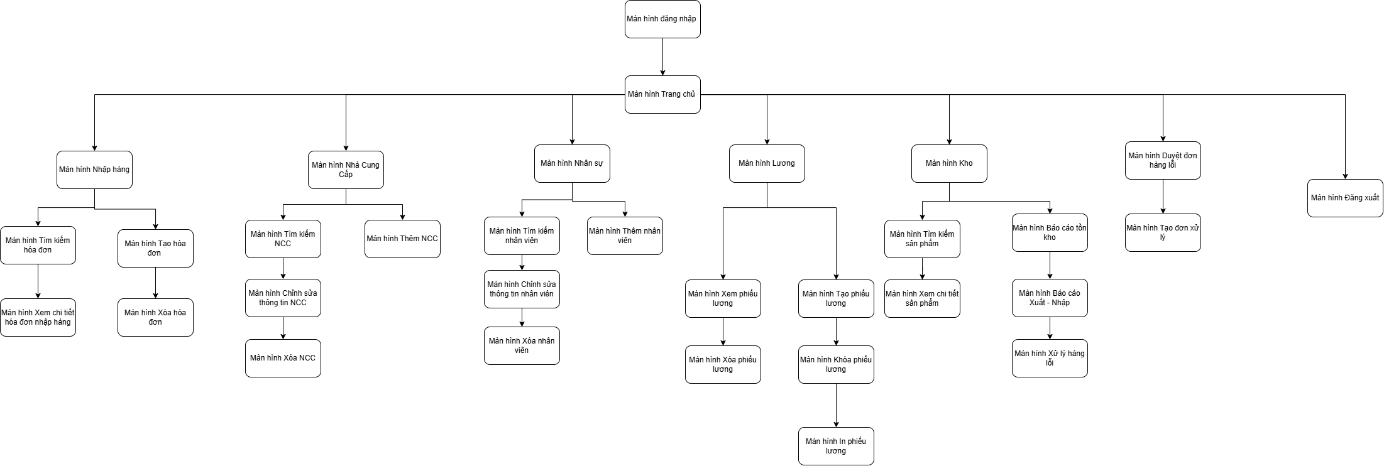 Màn hình đăng nhập
Màn hình Trang chủ
Màn hình Nhập hàng
Màn hình Nhà Cung
Cấp
Màn hình Nhân sự
Màn hình Lương
Màn hình Kho
Màn hình Duyệt đơn
hàng lỗi
Màn hình Đăng xuất
Màn hình Tìm kiếm
hóa đơn
Màn hình Tạo hóa
đơn
Màn hình Tìm kiếm
NCC
Màn hình Thêm NCC
Màn hình Tìm kiếm
nhân viên
Màn hình Thêm nhân
viên
Màn hình Tìm kiếm
sản phẩm
Màn hình Báo cáo tồn
kho
Màn hình Tạo đơn xử
lý
Màn hình Xem chi tiết
hóa đơn nhập hàng
Màn hình Xóa hóa
đơn
Màn hình Chỉnh sửa
thông tin NCC
Màn hình Chỉnh sửa
thông tin nhân viên
Màn hình Xem phiếu
lương
Màn hình Tạo phiếu
lương
Màn hình Xem chi tiết
sản phẩm
Màn hình Báo cáo
Xuất - Nhập
Màn hình Xóa NCC
Màn hình Xóa nhân
viên
Màn hình Xóa phiếu
lương
Màn hình Khóa phiếu
lương
Màn hình Xử lý hàng
lỗi
Màn hình In phiếu
lương